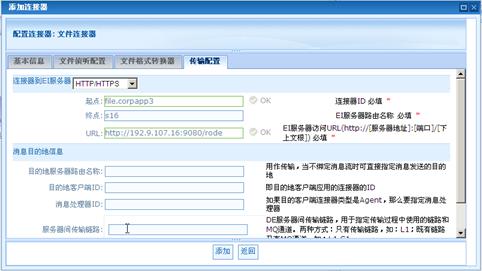 添加连接器
配置连接器: 文件连接器
基本信息 文件侦听配置 文件格式转换器 传输配置
连接器到EI服务器 HTTP/HTTPS
起点: file.corpapp3 OK 连接器ID 必填 *
终点: s16 EI服务器路由名称 必填 *
URL: http://192.9.107.16:9080/rode OK EI服务器访问URL(http://[服务器地址]:[端口]/[下上文根]) 必填 *
消息目的地信息
目的地服务器路由名称: 用作传输，当不绑定消息流时可直接指定消息发送的目的地
目的地客户端ID: 即目的地客户端应用的连接器的ID
消息处理器ID: 如果目的客户端连接器类型是Agent，那么要指定消息处理器
服务器间传输链路: DE服务器间传输链路，用于指定传输过程中使用的链路和MQ通道。两种方式：只有传输链路，如：L1；既有链路
添加 返回